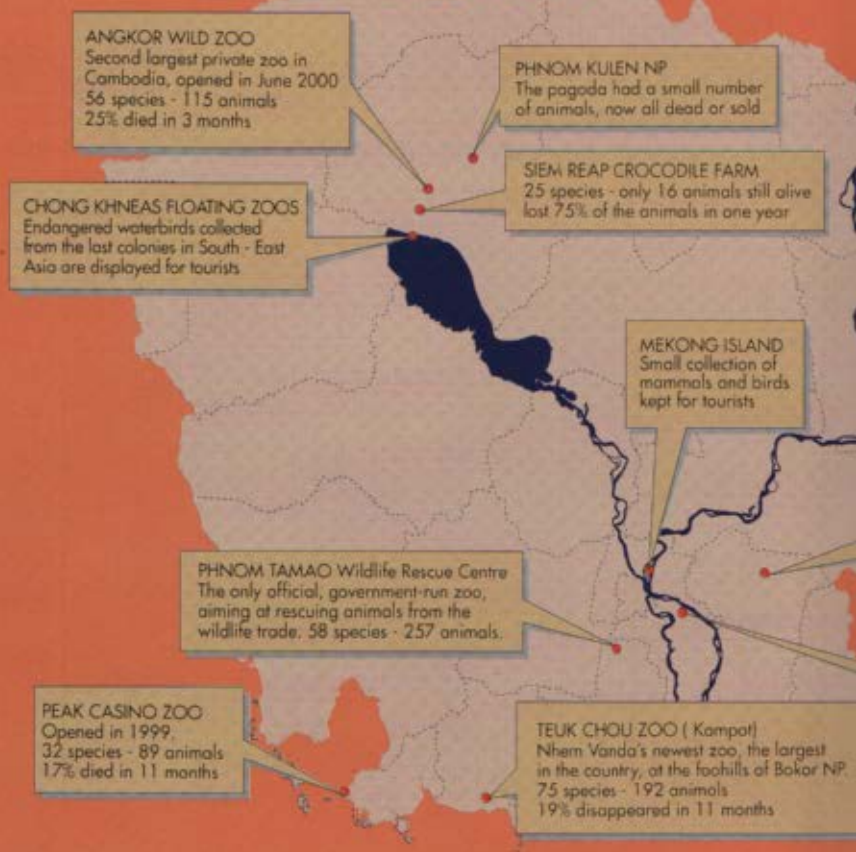 ANGKOR WILD ZOO
Second largest private zoo in
Cambodia, opened in June 2000
56 species - 115 animals
25% died in 3 months
PHNOM KULEN NP
The pagoda had a small number
of animals, now all dead or sold
SIEM REAP CROCODILE FARM
25 species - only 16 animals still alive
lost 75% of the animals in one year
CHONG KHNEAS FLOATING ZOOS
Endangered waterbirds collected
from the last colonies in South - East
Asia are displayed for tourists
MEKONG ISLAND
Small collection of
mammals and birds
kept for tourists
PHNOM TAMAO Wildlife Rescue Centre
The only official, government-run zoo,
aiming at rescuing animals from the
wildlife trade. 58 species - 257 animals.
PEAK CASINO ZOO
Opened in 1999,
32 species - 89 animals
17% died in 11 months
TEUK CHOU ZOO ( Kampot)
Nhem Vanda's newest zoo, the largest
in the country, at the foohills of Bokor NP.
75 species - 192 animals
19% disappeared in 11 months